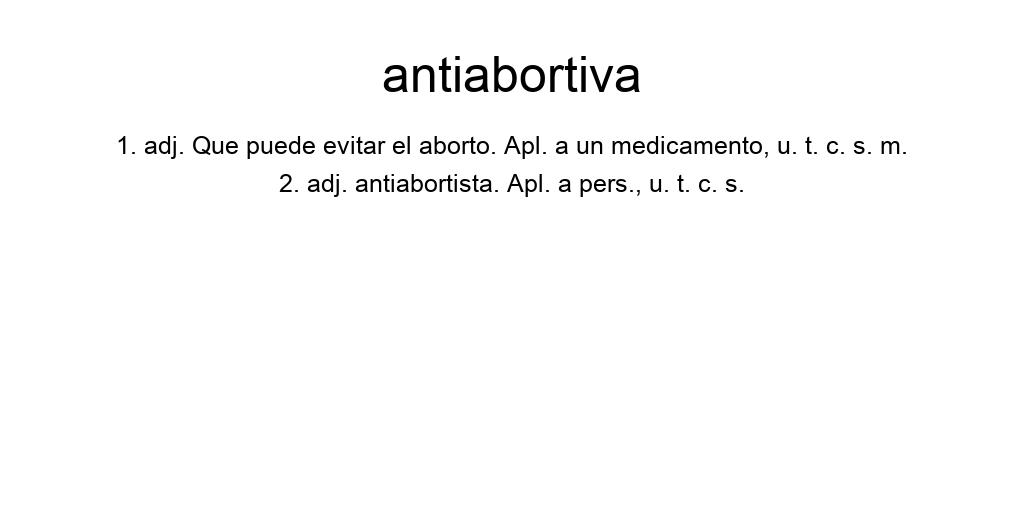 antiabortiva
1. adj. Que puede evitar el aborto. Apl. a un medicamento, u. t. c. s. m.
2. adj. antiabortista. Apl. a pers., u. t. c. s.